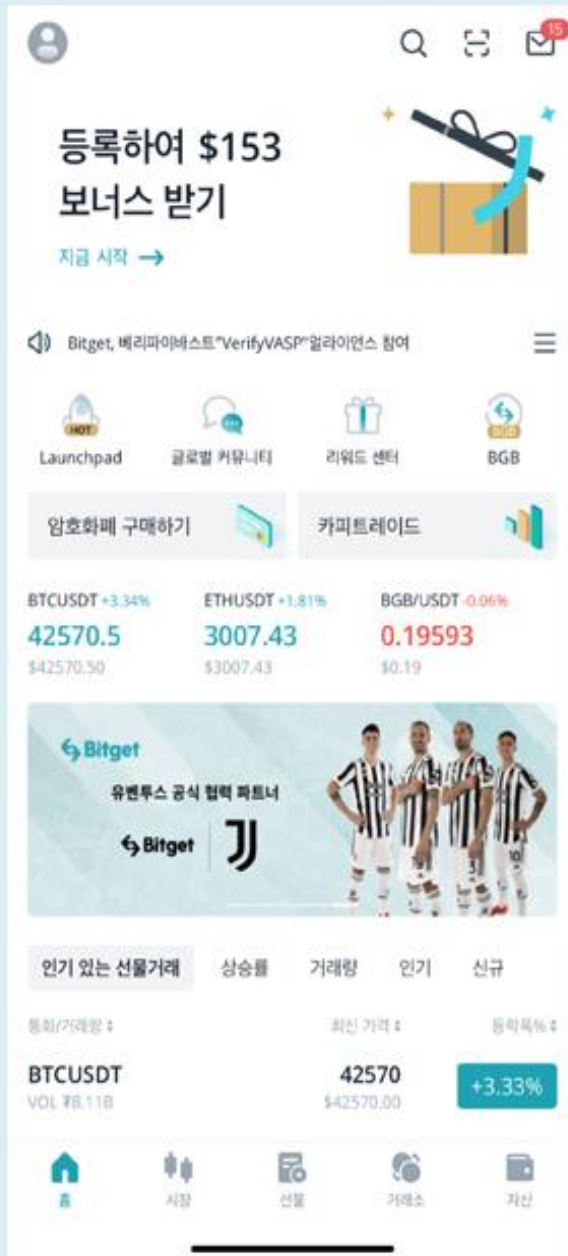 15
등록하여 $153
보너스 받기
지금 시작 →
Bitget, 베리파이바스트"VerifyVASP"얼라이언스 참여
HOT
BGB
Launchpad 글로벌 커뮤니티 리워드 센터 BGB
암호화폐 구매하기 카피트레이드
BTCUSDT +3.34% ETHUSDT +1.81% BGB/USDT -0.06%
42570.5 3007.43 0.19593
$42570.50 $3007.43 $0.19
Bitget
유벤투스 공식 협력 파트너
Bitget
인기 있는 선물거래 상승률 거래량 인기 신규
통화/거래량 최신 가격 등락폭%
BTCUSDT 42570 +3.33%
VOL ₮8.11B $42570.00
홈 시장 선물 거래소 자산